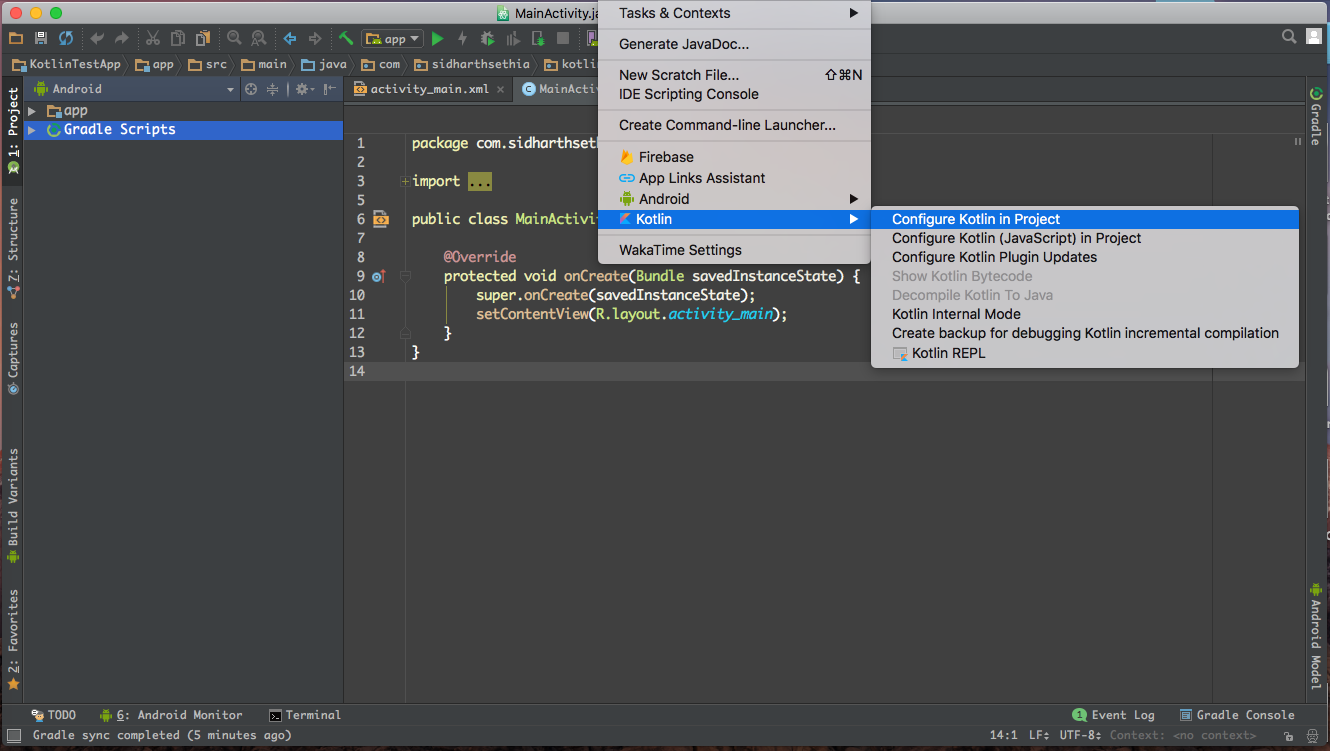 MainActivity.ja
Tasks & Contexts
Generate JavaDoc...
New Scratch File... ⇧⌘N
IDE Scripting Console
Create Command-line Launcher...
Firebase
App Links Assistant
Android
Kotlin
WakaTime Settings
Configure Kotlin in Project
Configure Kotlin (JavaScript) in Project
Configure Kotlin Plugin Updates
Show Kotlin Bytecode
Decompile Kotlin To Java
Kotlin Internal Mode
Create backup for debugging Kotlin incremental compilation
Kotlin REPL
app
KotlinTestApp app src main java com sidharthsethia kotli
Android
activity_main.xml MainActiv
app
Gradle Scripts
1: Project
Z: Structure
Captures
Build Variants
2: Favorites
Gradle
Android Model
1 package com.sidharthseth
2
3 import ...
5
6 public class MainActivi
7
8 @Override
9 protected void onCreate(Bundle savedInstanceState) {
10 super.onCreate(savedInstanceState);
11 setContentView(R.layout.activity_main);
12 }
13 }
14
TODO 6: Android Monitor Terminal 1 Event Log Gradle Console
Gradle sync completed (5 minutes ago) 14:1 LF÷ UTF-8÷ Context: <no context>